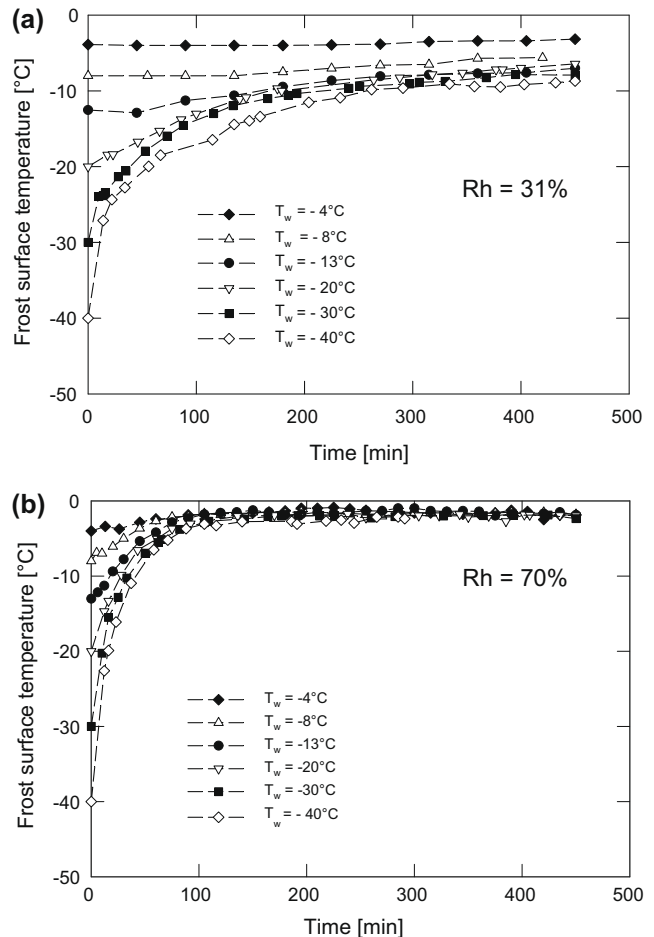 (a)
0
-10
-20
-30
-40
-50
Frost surface temperature [°C]
Rh = 31%
T_w = - 4°C
T_w = - 8°C
T_w = - 13°C
T_w = - 20°C
T_w = - 30°C
T_w = - 40°C
0 100 200 300 400 500
Time [min]
(b)
0
-10
-20
-30
-40
-50
Frost surface temperature [°C]
Rh = 70%
T_w = -4°C
T_w = -8°C
T_w = -13°C
T_w = -20°C
T_w = -30°C
T_w = - 40°C
0 100 200 300 400 500
Time [min]